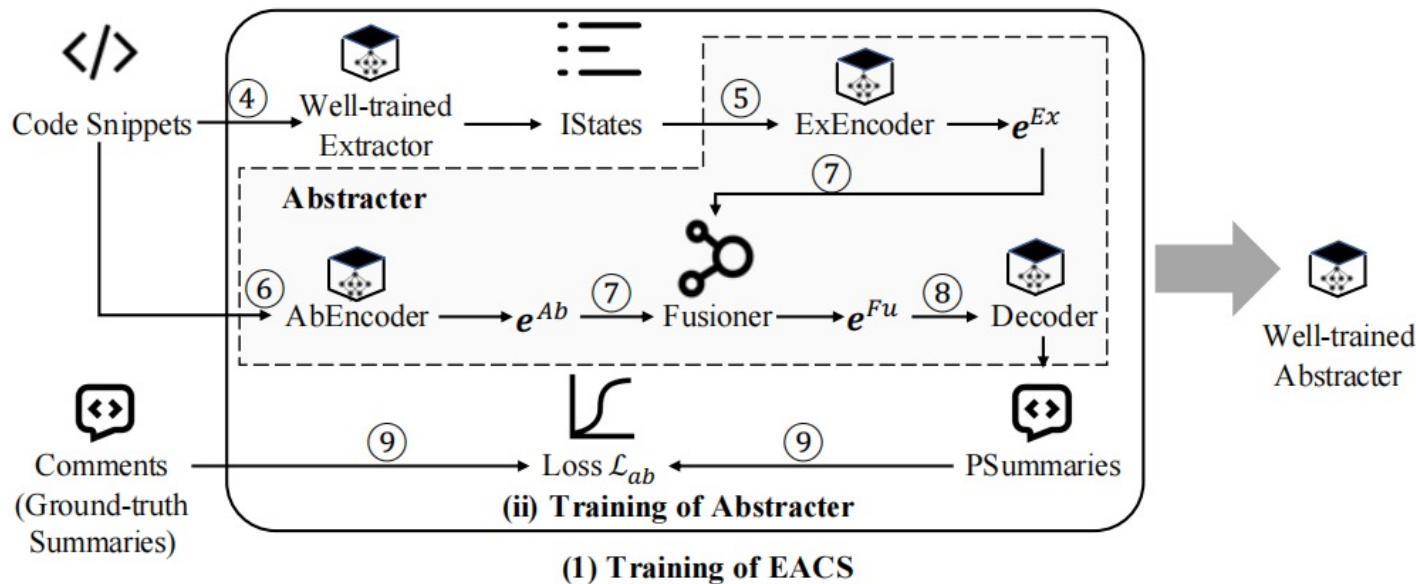 ④
Code Snippets
Well-trained
Extractor
IStates
⑤
ExEncoder
e^{Ex}
⑦
Abstracter
⑥
AbEncoder
e^{Ab}
⑦
Fusioner
e^{Fu}
⑧
Decoder
Well-trained
Abstracter
Comments
(Ground-truth
Summaries)
⑨
Loss ℒ_{ab}
⑨
PSummaries
(ii) Training of Abstracter
(1) Training of EACS